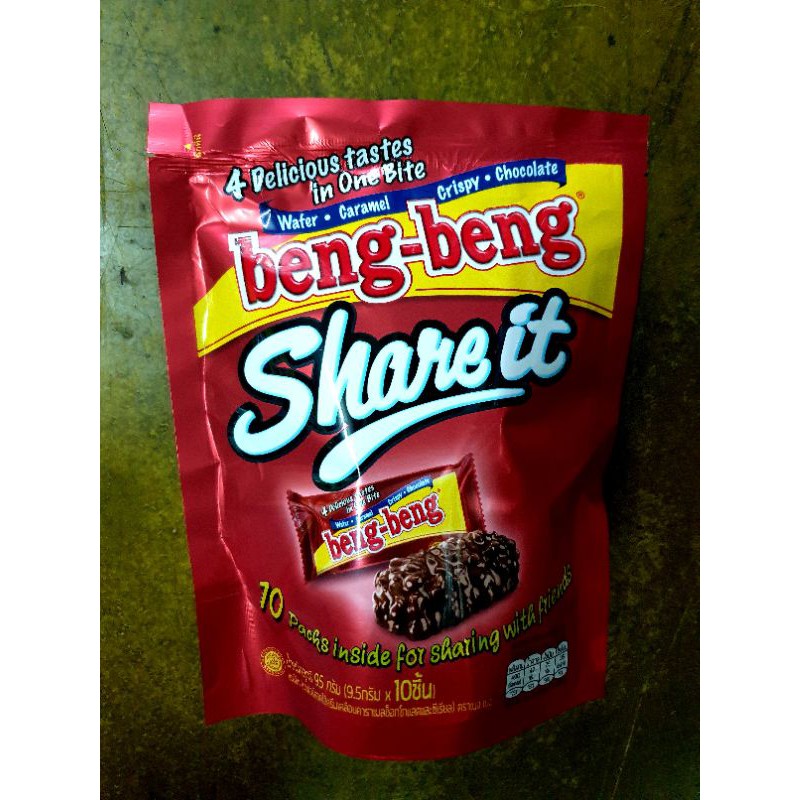 4 Delicious tastes
in One Bite
Wafer • Caramel Crispy • Chocolate
beng-beng®
Share it
4 Delicious tastes
in One Bite
Wafer • Caramel Crispy • Chocolate
beng-beng
10 Packs inside for sharing with friends
95 กรัม (9.5กรัม x 10ชิ้น)